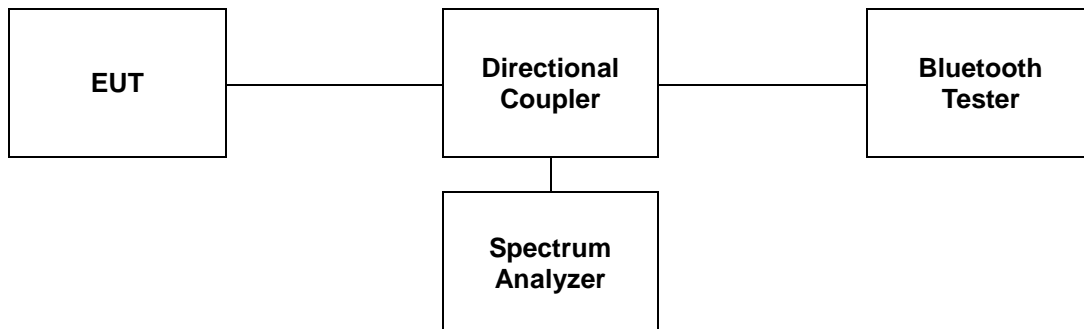 EUT
Directional
Coupler
Bluetooth
Tester
Spectrum
Analyzer